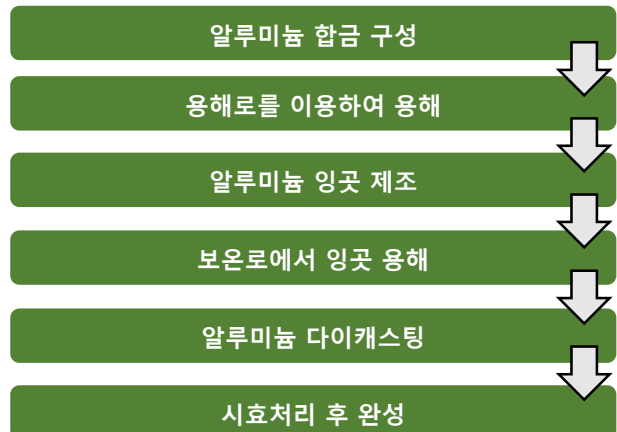 알루미늄 합금 구성
용해로를 이용하여 용해
알루미늄 잉곳 제조
보온로에서 잉곳 용해
알루미늄 다이캐스팅
시효처리 후 완성